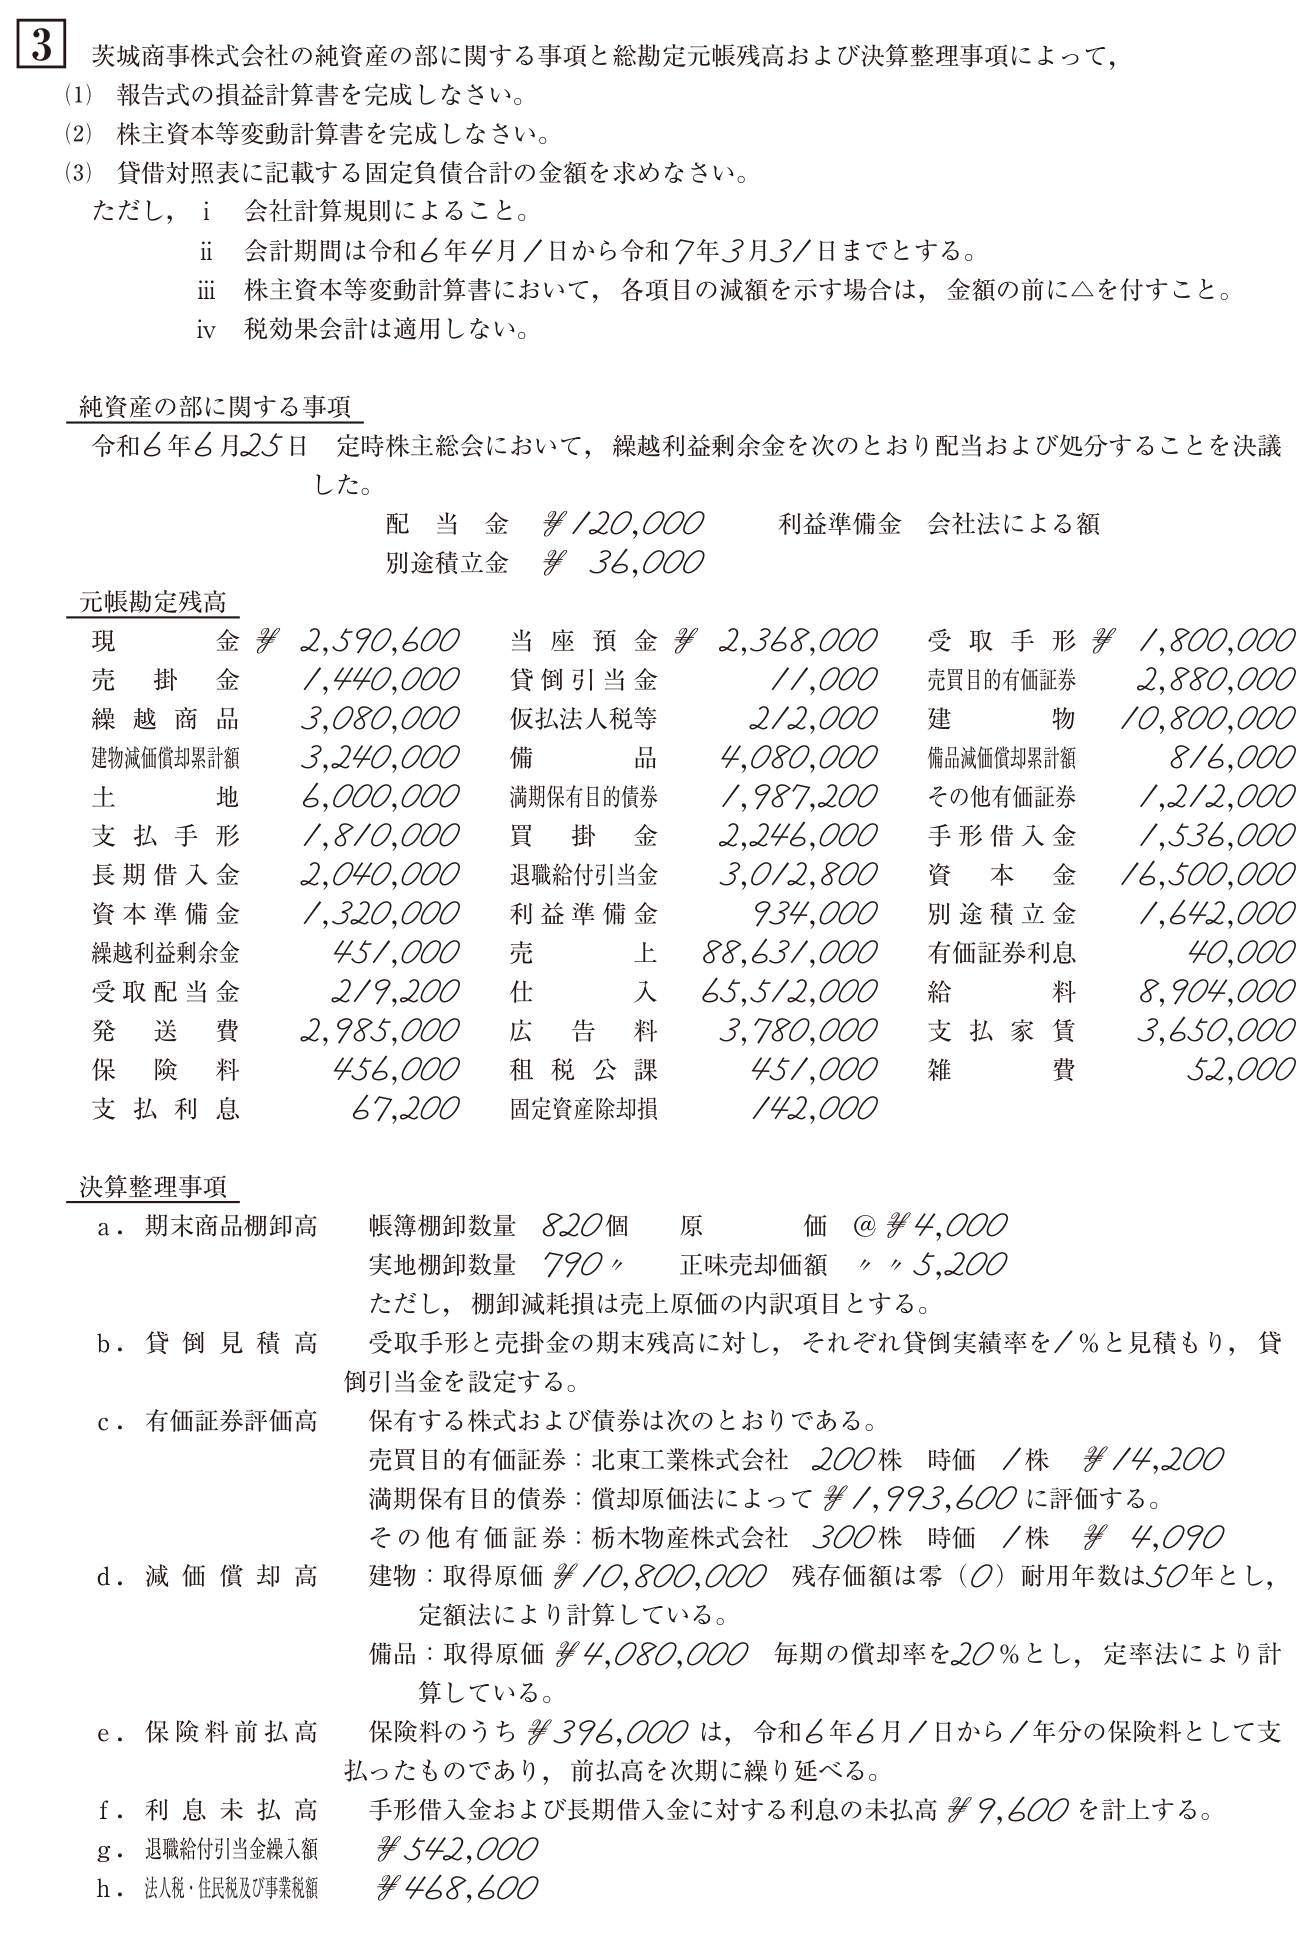 3 茨城商事株式会社の純資産の部に関する事項と総勘定元帳残高および決算整理事項によって，
⑴ 報告式の損益計算書を完成しなさい。
⑵ 株主資本等変動計算書を完成しなさい。
⑶ 貸借対照表に記載する固定負債合計の金額を求めなさい。
ただし， ⅰ 会社計算規則によること。
ⅱ 会計期間は令和6年4月1日から令和7年3月31日までとする。
ⅲ 株主資本等変動計算書において，各項目の減額を示す場合は，金額の前に△を付すこと。
ⅳ 税効果会計は適用しない。
純資産の部に関する事項
令和6年6月25日 定時株主総会において，繰越利益剰余金を次のとおり配当および処分することを決議
した。
配当金 ¥120,000 利益準備金 会社法による額
別途積立金 ¥ 36,000
元帳勘定残高
現金 ¥ 2,590,600 当座預金 ¥ 2,368,000 受取手形 ¥ 1,800,000
売掛金 1,440,000 貸倒引当金 11,000 売買目的有価証券 2,880,000
繰越商品 3,080,000 仮払法人税等 212,000 建物 10,800,000
建物減価償却累計額 3,240,000 備品 4,080,000 備品減価償却累計額 816,000
土地 6,000,000 満期保有目的債券 1,987,200 その他有価証券 1,212,000
支払手形 1,810,000 買掛金 2,246,000 手形借入金 1,536,000
長期借入金 2,040,000 退職給付引当金 3,012,800 資本金 16,500,000
資本準備金 1,320,000 利益準備金 934,000 別途積立金 1,642,000
繰越利益剰余金 451,000 売上 88,631,000 有価証券利息 40,000
受取配当金 219,200 仕入 65,512,000 給料 8,904,000
発送費 2,985,000 広告料 3,780,000 支払家賃 3,650,000
保険料 456,000 租税公課 451,000 雑費 52,000
支払利息 67,200 固定資産除却損 142,000
決算整理事項
a．期末商品棚卸高 帳簿棚卸数量 820個 原価 @¥4,000
実地棚卸数量 790〃 正味売却価額 〃〃5,200
ただし，棚卸減耗損は売上原価の内訳項目とする。
b．貸倒見積高 受取手形と売掛金の期末残高に対し，それぞれ貸倒実績率を1％と見積もり，貸
倒引当金を設定する。
c．有価証券評価高 保有する株式および債券は次のとおりである。
売買目的有価証券：北東工業株式会社 200株 時価 1株 ¥14,200
満期保有目的債券：償却原価法によって¥1,993,600に評価する。
その他有価証券：栃木物産株式会社 300株 時価 1株 ¥ 4,090
d．減価償却高 建物：取得原価¥10,800,000 残存価額は零（0）耐用年数は50年とし，
定額法により計算している。
備品：取得原価¥4,080,000 毎期の償却率を20％とし，定率法により計
算している。
e．保険料前払高 保険料のうち¥396,000は，令和6年6月1日から1年分の保険料として支
払ったものであり，前払高を次期に繰り延べる。
f．利息未払高 手形借入金および長期借入金に対する利息の未払高¥9,600を計上する。
g．退職給付引当金繰入額 ¥542,000
h．法人税・住民税及び事業税額 ¥468,600